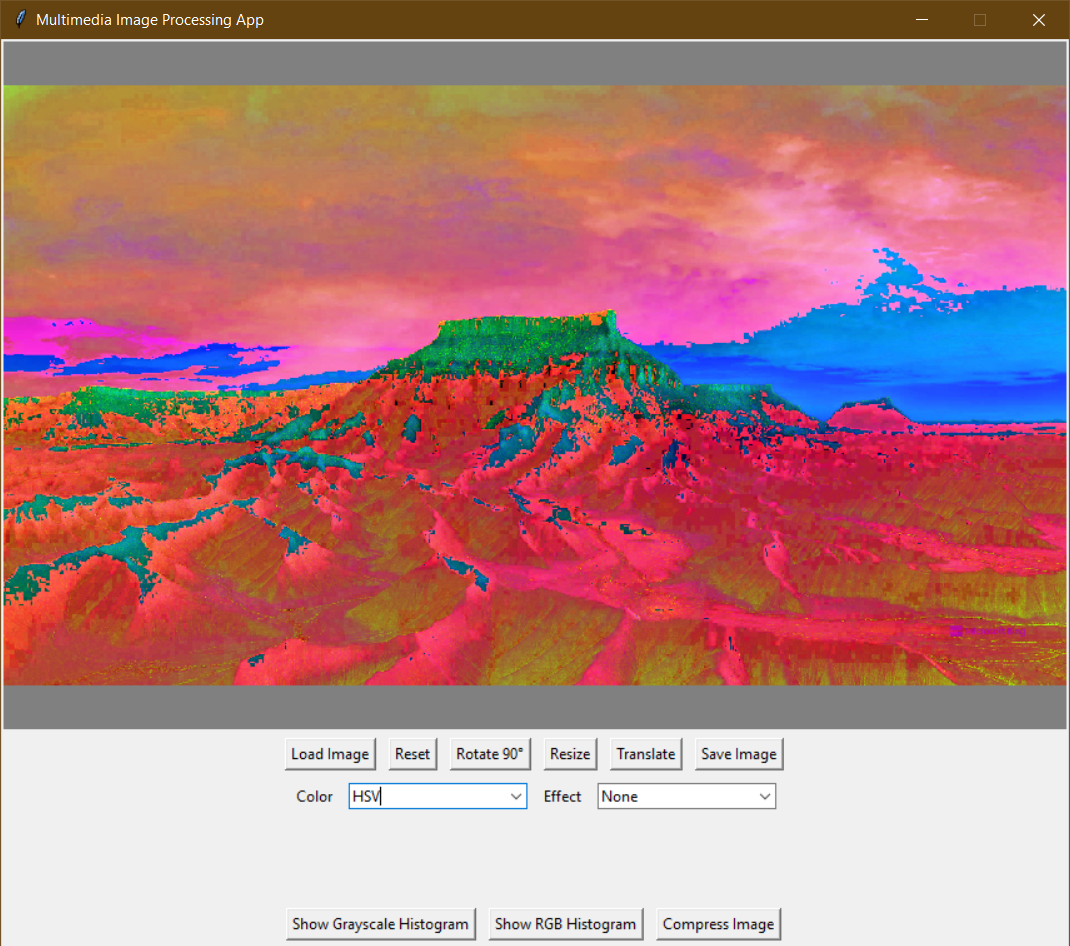 Multimedia Image Processing App
Load Image Reset Rotate 90° Resize Translate Save Image
Color HSV Effect None
Show Grayscale Histogram Show RGB Histogram Compress Image